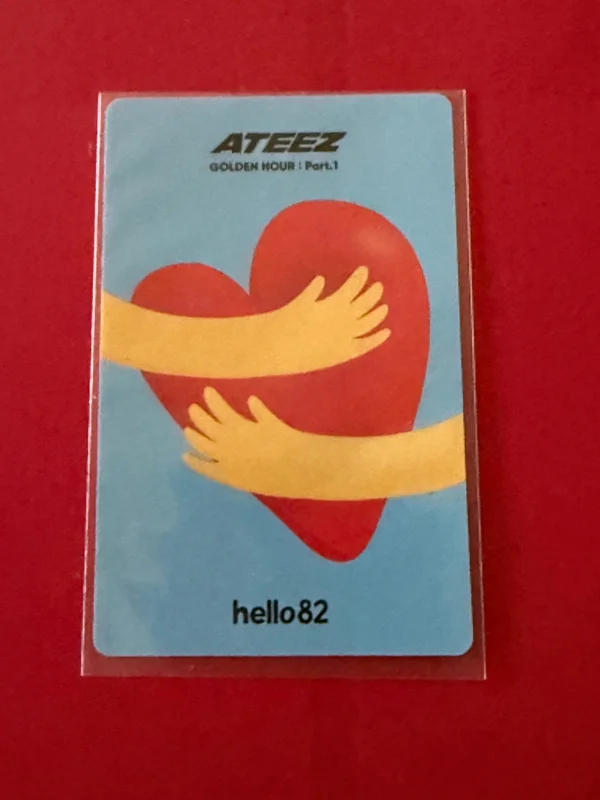 ATEEZ
GOLDEN HOUR : Part.1
hello82